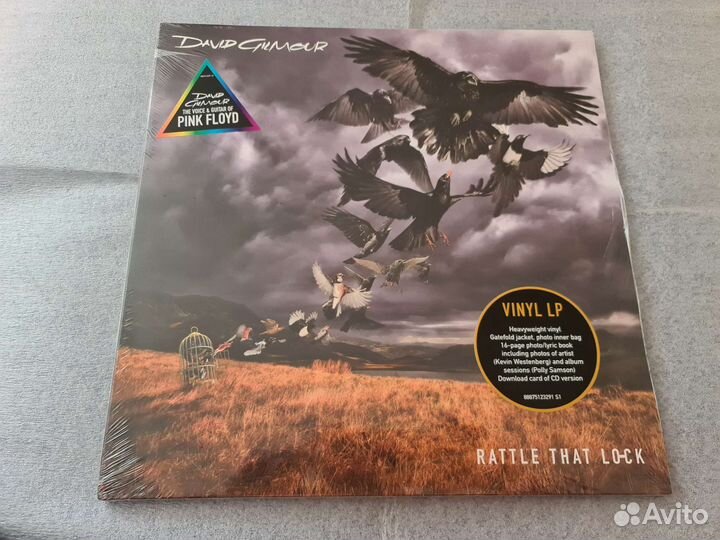 DAVID GILMOUR
DAVID
GILMOUR
THE VOICE & GUITAR OF
PINK FLOYD
VINYL LP
Heavyweight vinyl
Gatefold jacket, photo inner bag
16-page photo/lyric book
including photos of artist
(Kevin Westenberg) and album
sessions (Polly Samson)
Download card of CD version
88875123291 S1
RATTLE THAT LOCK
Avito